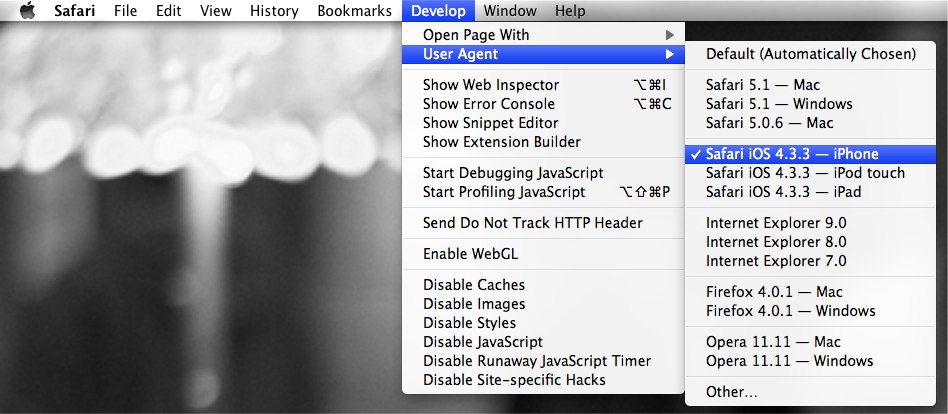 Safari File Edit View History Bookmarks Develop Window Help
Open Page With
User Agent
Show Web Inspector ⌥⌘I
Show Error Console ⌥⌘C
Show Snippet Editor
Show Extension Builder
Start Debugging JavaScript
Start Profiling JavaScript ⌥⇧⌘P
Send Do Not Track HTTP Header
Enable WebGL
Disable Caches
Disable Images
Disable Styles
Disable JavaScript
Disable Runaway JavaScript Timer
Disable Site-specific Hacks
Default (Automatically Chosen)
Safari 5.1 — Mac
Safari 5.1 — Windows
Safari 5.0.6 — Mac
✓ Safari iOS 4.3.3 — iPhone
Safari iOS 4.3.3 — iPod touch
Safari iOS 4.3.3 — iPad
Internet Explorer 9.0
Internet Explorer 8.0
Internet Explorer 7.0
Firefox 4.0.1 — Mac
Firefox 4.0.1 — Windows
Opera 11.11 — Mac
Opera 11.11 — Windows
Other...